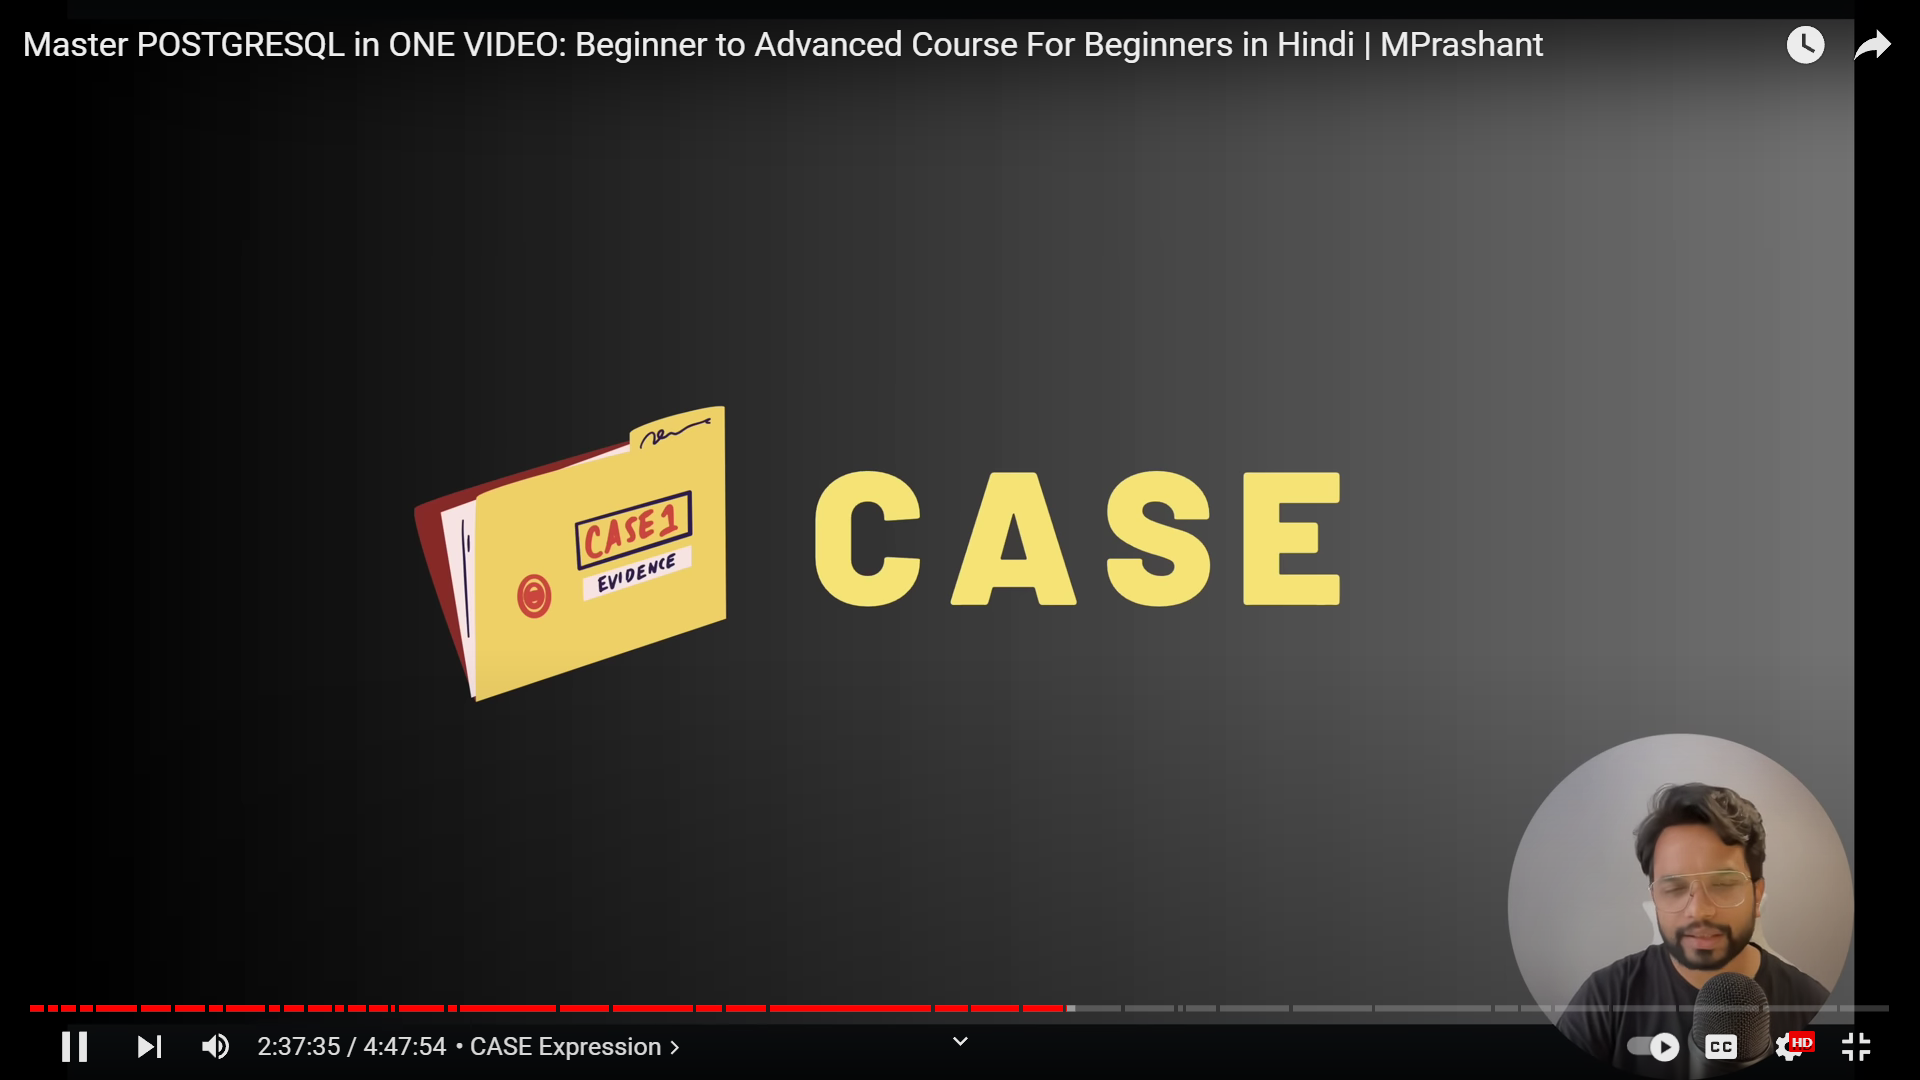 Master POSTGRESQL in ONE VIDEO: Beginner to Advanced Course For Beginners in Hindi | MPrashant
CASE 1
EVIDENCE
CASE
2:37:35 / 4:47:54 • CASE Expression
CC
HD